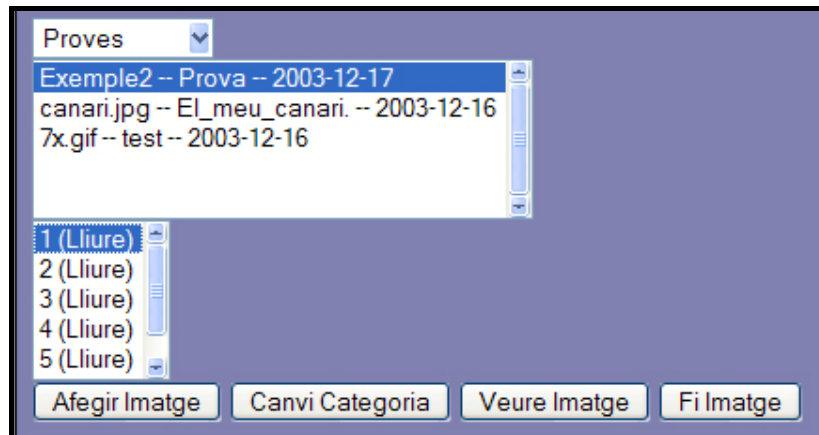 Proves
Exemple2 -- Prova -- 2003-12-17
canari.jpg -- El_meu_canari. -- 2003-12-16
7x.gif -- test -- 2003-12-16
1 (Lliure)
2 (Lliure)
3 (Lliure)
4 (Lliure)
5 (Lliure)
Afegir Imatge Canvi Categoria Veure Imatge Fi Imatge